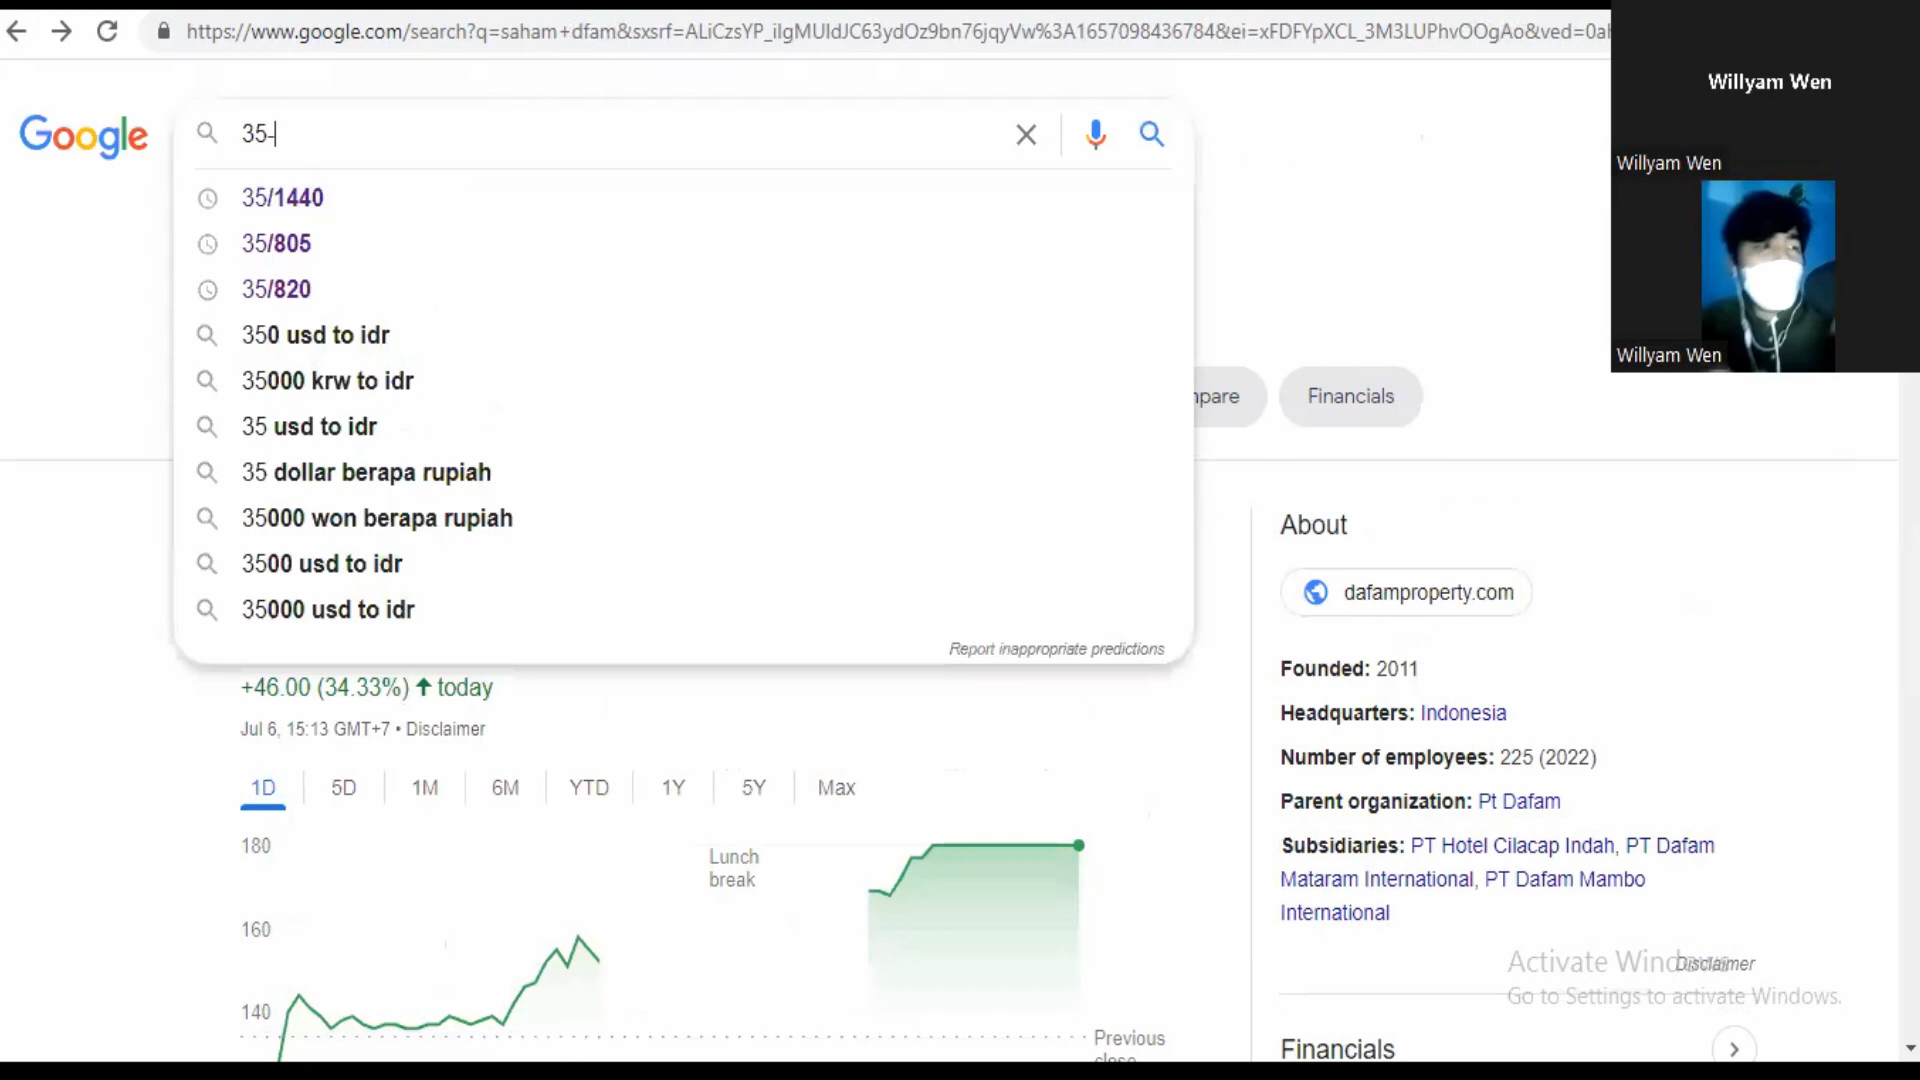 https://www.google.com/search?q=saham+dfam&sxsrf=ALiCzsYP_iIgMUIdJC63ydOz9bn76jqyVw%3A1657098436784&ei=xFDFYpXCL_3M3LUPhvOOgAo&ved=0a
Willyam Wen
Google
35-
Willyam Wen
35/1440
35/805
35/820
350 usd to idr
Willyam Wen
35000 krw to idr
pare
Financials
35 usd to idr
35 dollar berapa rupiah
35000 won berapa rupiah
About
3500 usd to idr
dafamproperty.com
35000 usd to idr
Report inappropriate predictions
Founded: 2011
+46.00 (34.33%) ↑ today
Headquarters: Indonesia
Jul 6, 15:13 GMT+7 • Disclaimer
Number of employees: 225 (2022)
1D 5D 1M 6M YTD 1Y 5Y Max
Parent organization: Pt Dafam
180
Subsidiaries: PT Hotel Cilacap Indah, PT Dafam
Mataram International, PT Dafam Mambo
International
Lunch
break
160
Activate Wind
Disclaimer
Go to Settings to activate Windows.
140
Previous
close
Financials